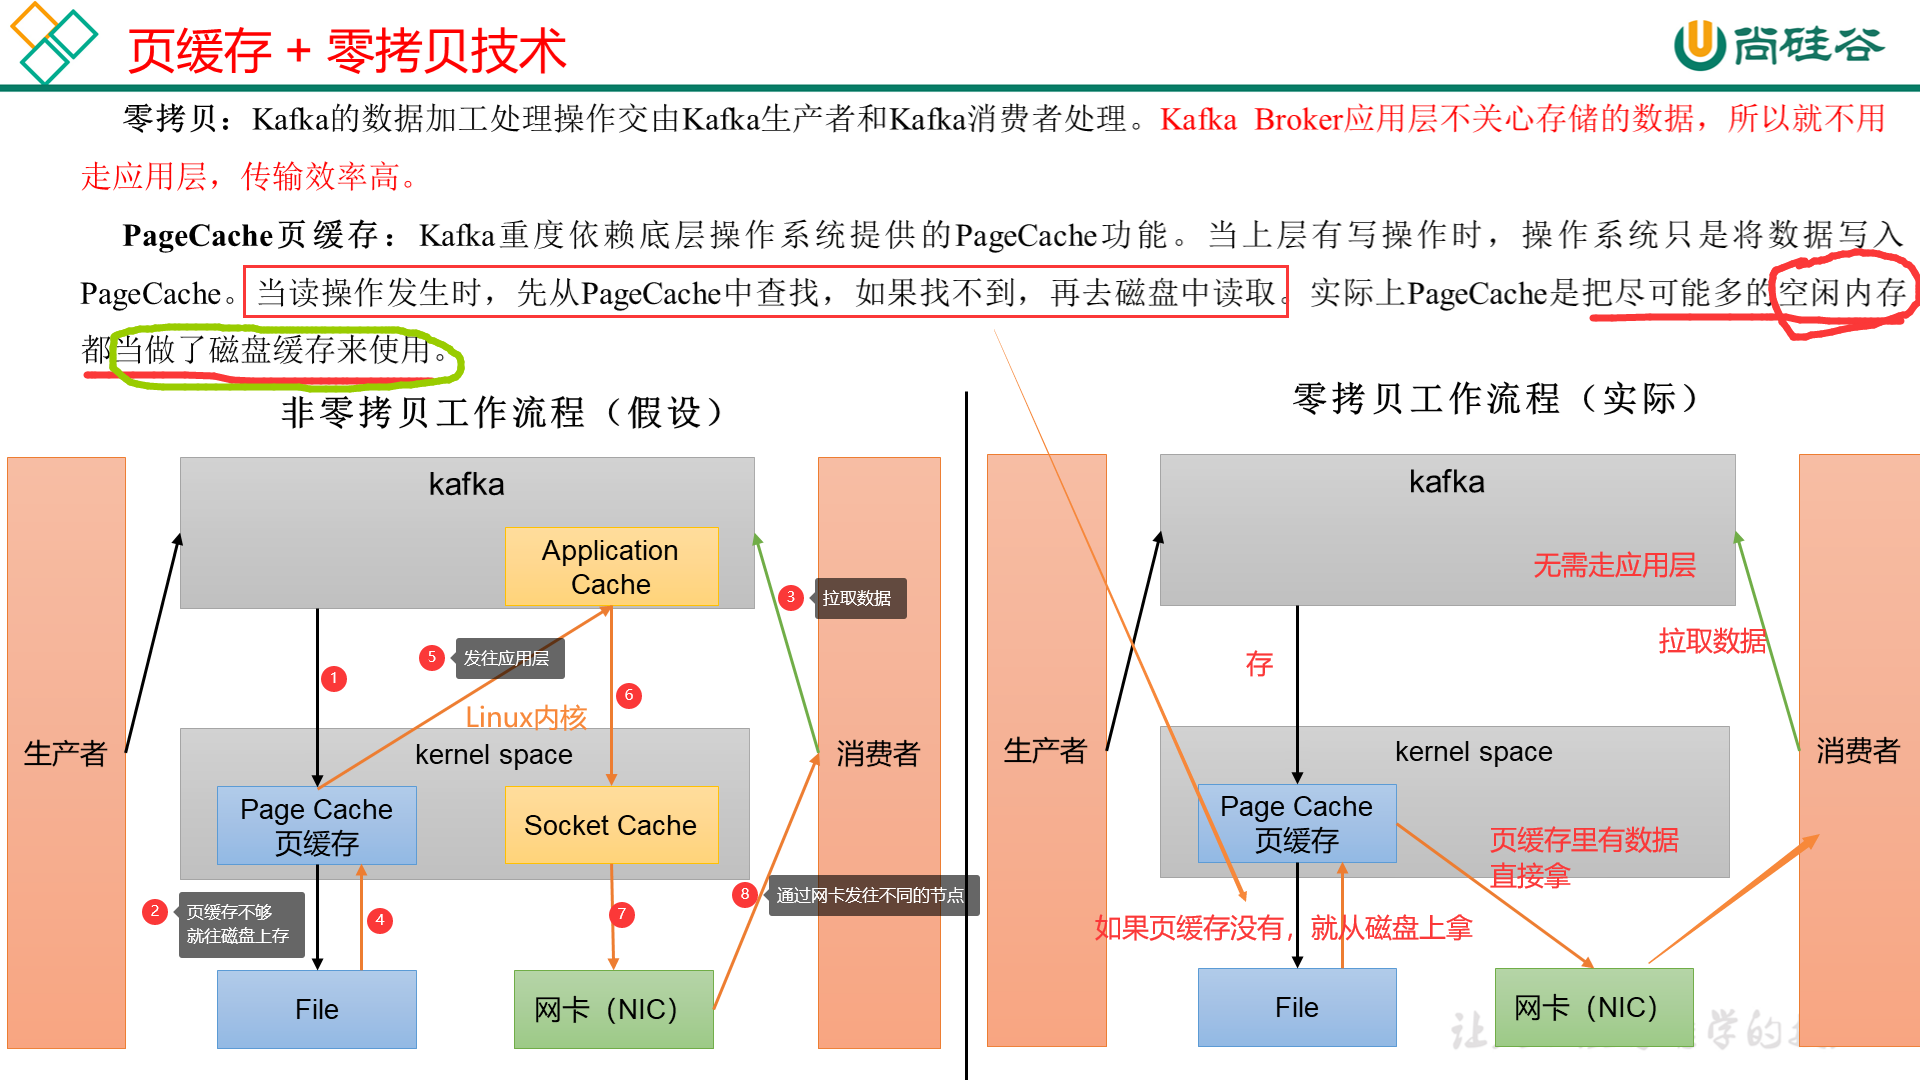 页缓存 + 零拷贝技术
尚硅谷
零拷贝：Kafka的数据加工处理操作交由Kafka生产者和Kafka消费者处理。Kafka Broker应用层不关心存储的数据，所以就不用
走应用层，传输效率高。
PageCache页缓存：Kafka重度依赖底层操作系统提供的PageCache功能。当上层有写操作时，操作系统只是将数据写入
PageCache。当读操作发生时，先从PageCache中查找，如果找不到，再去磁盘中读取。实际上PageCache是把尽可能多的空闲内存
都当做了磁盘缓存来使用。
非零拷贝工作流程（假设）
kafka
Application
Cache
3 拉取数据
5 发往应用层
1
6
Linux内核
kernel space
生产者
消费者
Page Cache
页缓存
Socket Cache
2 页缓存不够
就往磁盘上存
4
7
8 通过网卡发往不同的节点
File
网卡（NIC）
零拷贝工作流程（实际）
kafka
无需走应用层
拉取数据
存
kernel space
生产者
消费者
Page Cache
页缓存
页缓存里有数据
直接拿
如果页缓存没有，就从磁盘上拿
File
网卡（NIC）
让
学的